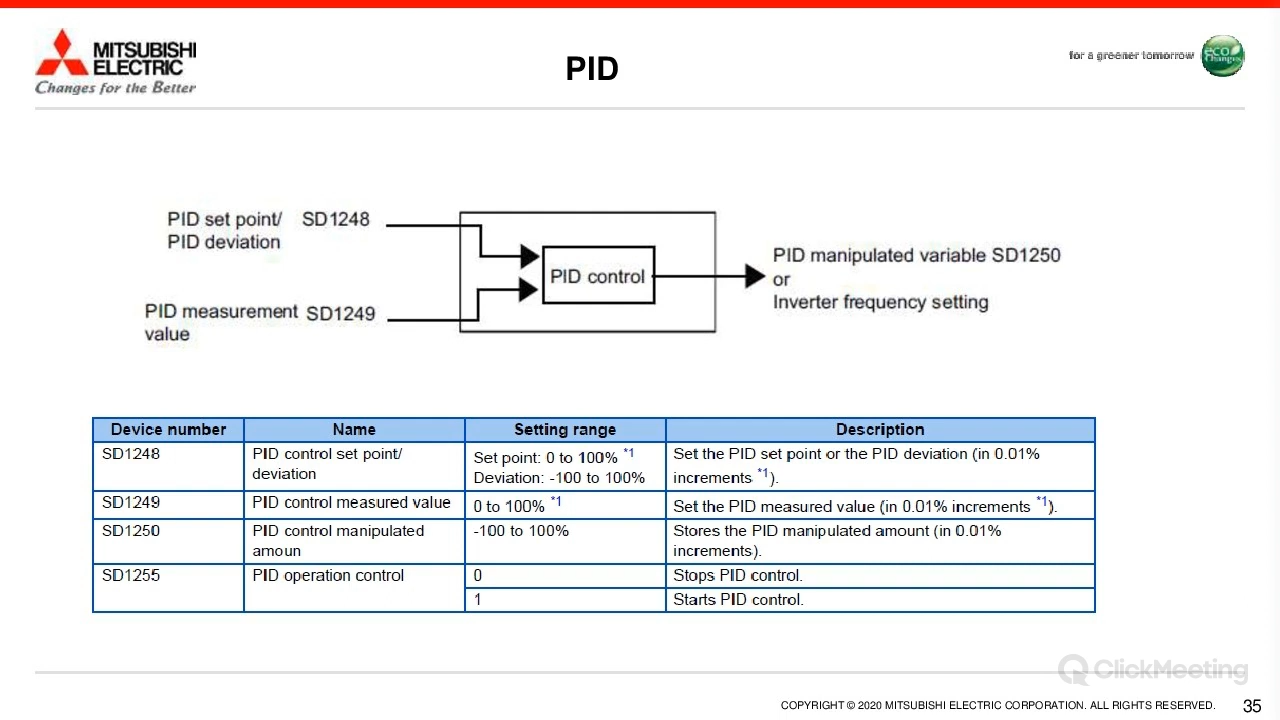 MITSUBISHI
ELECTRIC
Changes for the Better
PID
for a greener tomorrow
eco
Changes
PID set point/ SD1248
PID deviation
PID measurement SD1249
value
PID control
PID manipulated variable SD1250
or
Inverter frequency setting
Device number Name Setting range Description
SD1248 PID control set point/ Set point: 0 to 100% *1 Set the PID set point or the PID deviation (in 0.01%
deviation Deviation: -100 to 100% increments *1).
SD1249 PID control measured value 0 to 100% *1 Set the PID measured value (in 0.01% increments *1).
SD1250 PID control manipulated -100 to 100% Stores the PID manipulated amount (in 0.01%
amoun increments).
SD1255 PID operation control 0 Stops PID control.
1 Starts PID control.
ClickMeeting
COPYRIGHT © 2020 MITSUBISHI ELECTRIC CORPORATION. ALL RIGHTS RESERVED. 35